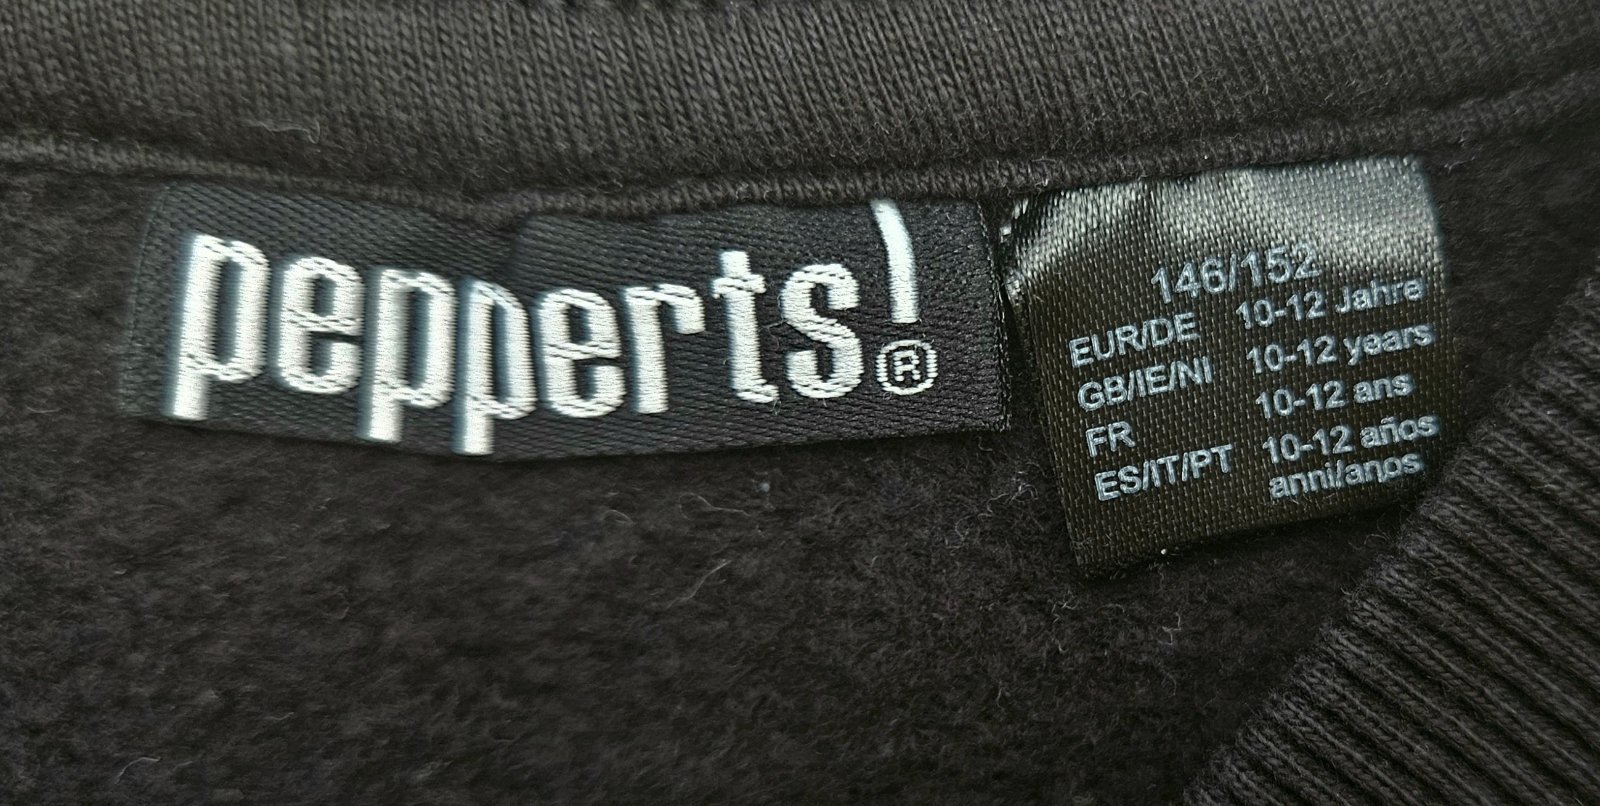 pepperts!®
146/152
EUR/DE 10-12 Jahre
GB/IE/NI 10-12 years
FR 10-12 ans
ES/IT/PT 10-12 años
anni/anos